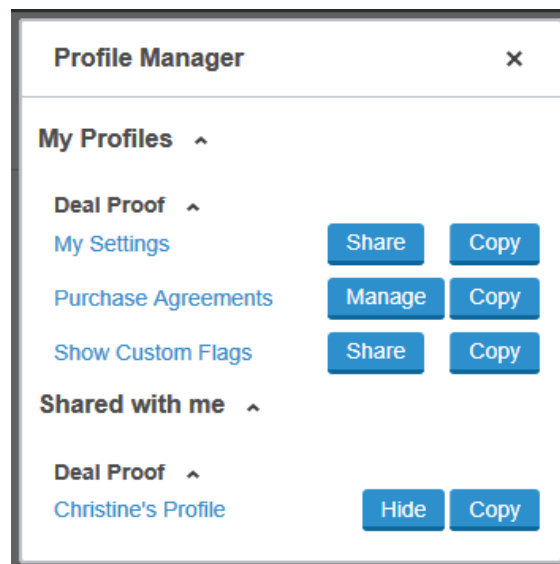 Profile Manager ×
My Profiles
Deal Proof
My Settings Share Copy
Purchase Agreements Manage Copy
Show Custom Flags Share Copy
Shared with me
Deal Proof
Christine's Profile Hide Copy